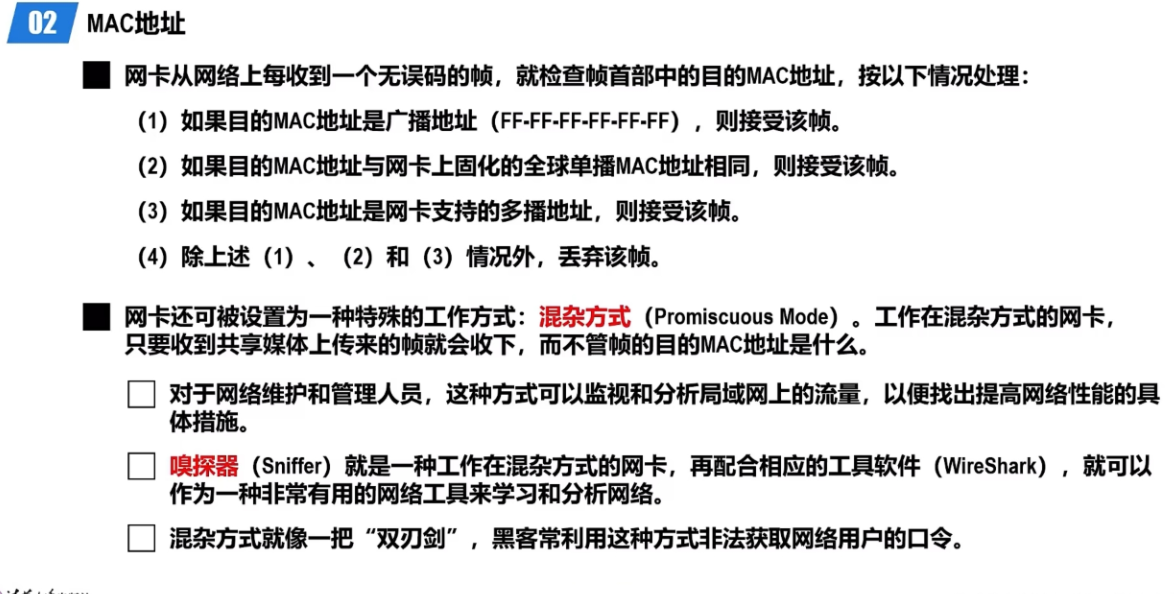 02 MAC地址
网卡从网络上每收到一个无误码的帧，就检查帧首部中的目的MAC地址，按以下情况处理：
（1）如果目的MAC地址是广播地址（FF-FF-FF-FF-FF-FF），则接受该帧。
（2）如果目的MAC地址与网卡上固化的全球单播MAC地址相同，则接受该帧。
（3）如果目的MAC地址是网卡支持的多播地址，则接受该帧。
（4）除上述（1）、（2）和（3）情况外，丢弃该帧。
网卡还可被设置为一种特殊的工作方式：混杂方式（Promiscuous Mode）。工作在混杂方式的网卡，
只要收到共享媒体上传来的帧就会收下，而不管帧的目的MAC地址是什么。
对于网络维护和管理人员，这种方式可以监视和分析局域网上的流量，以便找出提高网络性能的具
体措施。
嗅探器（Sniffer）就是一种工作在混杂方式的网卡，再配合相应的工具软件（WireShark），就可以
作为一种非常有用的网络工具来学习和分析网络。
混杂方式就像一把“双刃剑”，黑客常利用这种方式非法获取网络用户的口令。